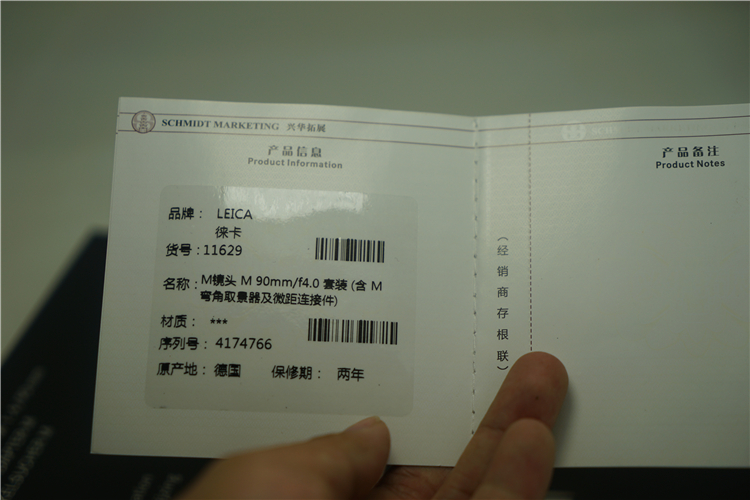 SCHMIDT MARKETING 兴华拓展
产品信息
Product Information
品牌： LEICA
徕卡
货号：11629
名称：M镜头 M 90mm/f4.0 套装 (含 M
弯角取景器及微距连接件)
材质： ***
序列号： 4174766
原产地： 德国 保修期： 两年
（经销商存根联）
产品备注
Product Notes